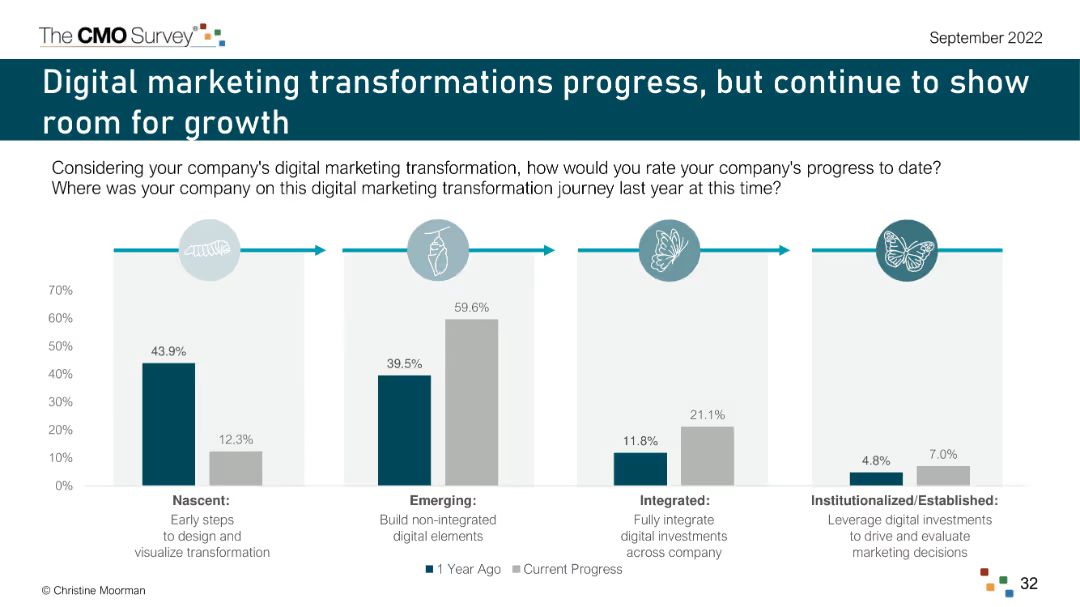 The CMO Survey®
September 2022
Digital marketing transformations progress, but continue to show
room for growth
Considering your company's digital marketing transformation, how would you rate your company's progress to date?
Where was your company on this digital marketing transformation journey last year at this time?
70%
60%
50%
40%
30%
20%
10%
0%
43.9%
12.3%
39.5%
59.6%
11.8%
21.1%
4.8%
7.0%
Nascent:
Early steps
to design and
visualize transformation
Emerging:
Build non-integrated
digital elements
Integrated:
Fully integrate
digital investments
across company
Institutionalized/Established:
Leverage digital investments
to drive and evaluate
marketing decisions
1 Year Ago
Current Progress
© Christine Moorman
32